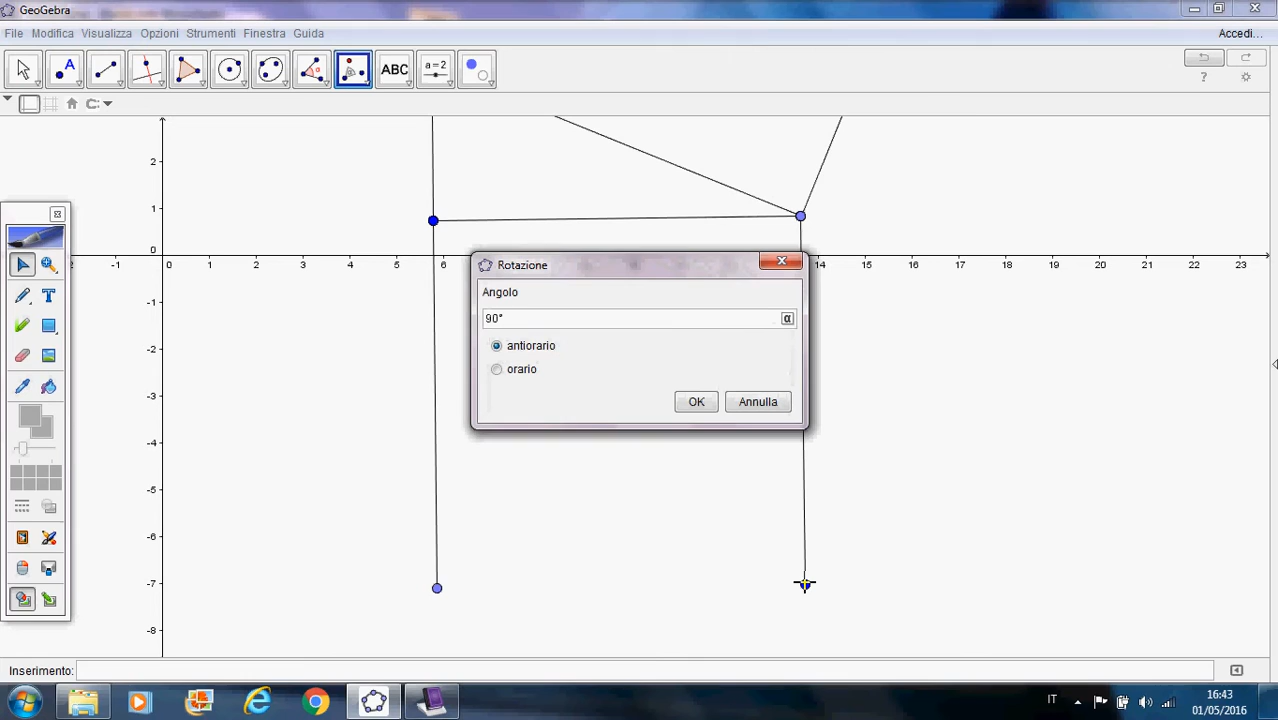 GeoGebra
File Modifica Visualizza Opzioni Strumenti Finestra Guida Accedi...
A ABC a=2
?
2
1
0
-1 0 1 2 3 4 5 6 14 15 16 17 18 19 20 21 22 23
-1
-2
-3
-4
-5
-6
-7
-8
T
Rotazione
Angolo
90° α
antiorario
orario
OK Annulla
Inserimento:
IT 16:43
01/05/2016